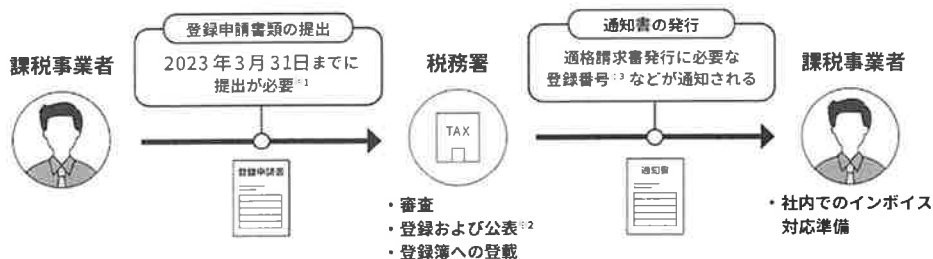 登録申請書類の提出
2023年3月31日までに
提出が必要※1
通知書の発行
適格請求書発行に必要な
登録番号※3などが通知される
課税事業者
税務署
課税事業者
TAX
登録申請書
通知書
・審査
・登録および公表※2
・登録簿への登載
・社内でのインボイス
対応準備